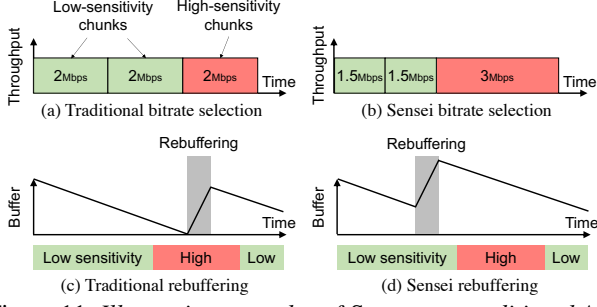 Low-sensitivity chunks
High-sensitivity chunks
Throughput
2Mbps 2Mbps 2Mbps Time
(a) Traditional bitrate selection
Throughput
1.5Mbps 1.5Mbps 3Mbps Time
(b) Sensei bitrate selection
Rebuffering
Buffer
Time
Low sensitivity High Low
(c) Traditional rebuffering
Rebuffering
Buffer
Time
Low sensitivity High Low
(d) Sensei rebuffering